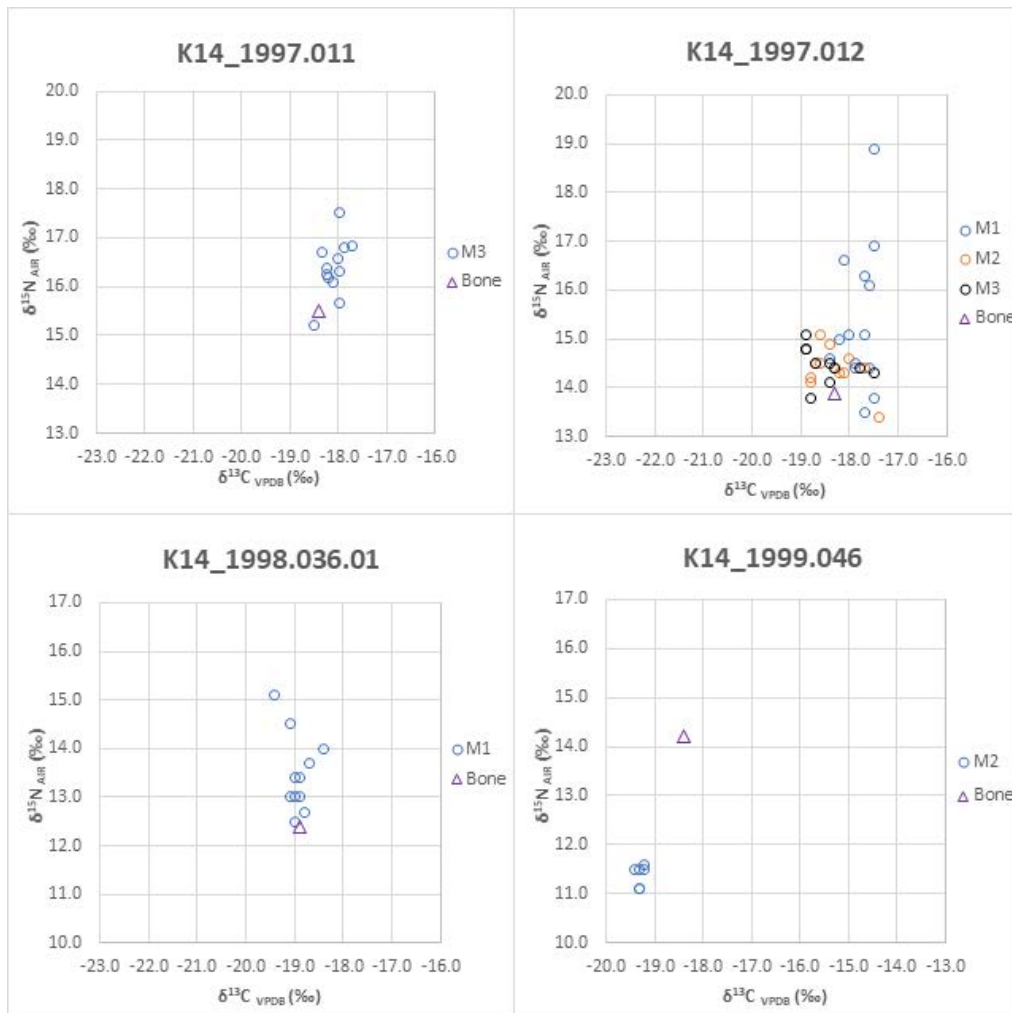 K14_1997.011
20.0
19.0
18.0
17.0
16.0
15.0
14.0
13.0
δ¹⁵N AIR (‰)
-23.0 -22.0 -21.0 -20.0 -19.0 -18.0 -17.0 -16.0
δ¹³C VPDB (‰)
M3
Bone
K14_1997.012
20.0
19.0
18.0
17.0
16.0
15.0
14.0
13.0
δ¹⁵N AIR (‰)
-23.0 -22.0 -21.0 -20.0 -19.0 -18.0 -17.0 -16.0
δ¹³C VPDB (‰)
M1
M2
M3
Bone
K14_1998.036.01
17.0
16.0
15.0
14.0
13.0
12.0
11.0
10.0
δ¹⁵N AIR (‰)
-23.0 -22.0 -21.0 -20.0 -19.0 -18.0 -17.0 -16.0
δ¹³C VPDB (‰)
M1
Bone
K14_1999.046
17.0
16.0
15.0
14.0
13.0
12.0
11.0
10.0
δ¹⁵N AIR (‰)
-20.0 -19.0 -18.0 -17.0 -16.0 -15.0 -14.0 -13.0
δ¹³C VPDB (‰)
M2
Bone